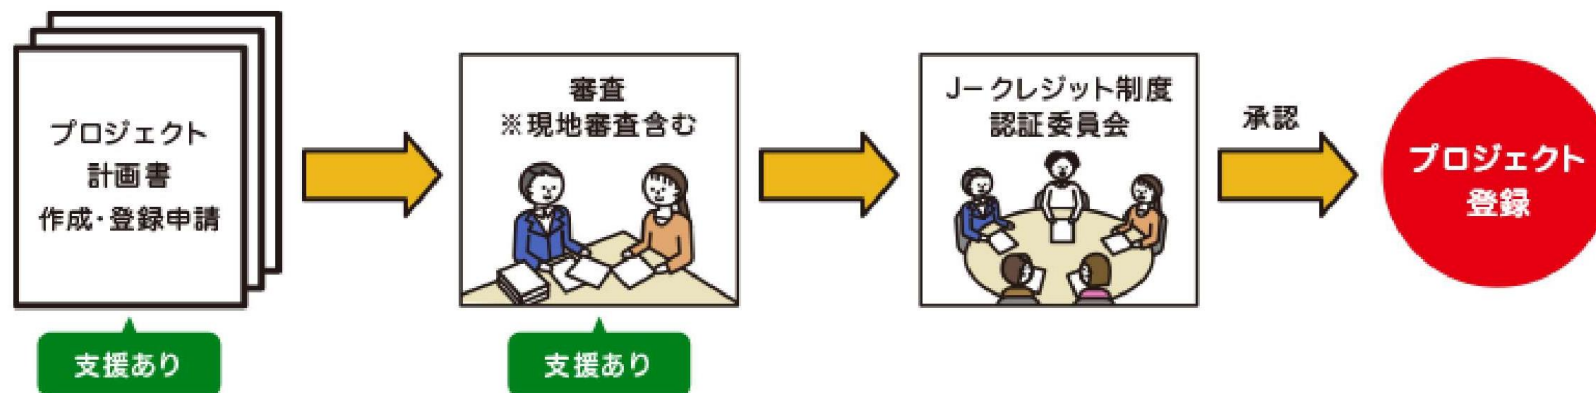 プロジェクト
計画書
作成・登録申請
支援あり
審査
※現地審査含む
支援あり
Jークレジット制度
認証委員会
承認
プロジェクト
登録